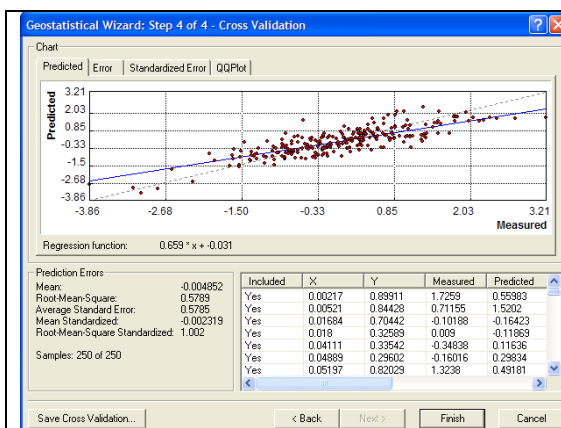 Geostatistical Wizard: Step 4 of 4 - Cross Validation
Chart
Predicted Error Standardized Error QQPlot
Predicted
3.21
2.03
0.85
-0.33
-1.5
-2.68
-3.86
-3.86 -2.68 -1.50 -0.33 0.85 2.03 3.21
Measured
Regression function: 0.659 * x + -0.031
Prediction Errors
Mean: -0.004852
Root-Mean-Square: 0.5789
Average Standard Error: 0.5785
Mean Standardized: -0.002319
Root-Mean-Square Standardized: 1.002
Samples: 250 of 250
Included X Y Measured Predicted
Yes 0.00217 0.89911 1.7259 0.55983
Yes 0.00521 0.84428 0.71155 1.5202
Yes 0.01684 0.70442 -0.10188 -0.16423
Yes 0.018 0.32589 0.009 -0.11869
Yes 0.04111 0.33542 -0.34838 0.11636
Yes 0.04889 0.29602 -0.16016 0.29834
Yes 0.05197 0.82029 1.3238 0.49181
Save Cross Validation... < Back Next > Finish Cancel